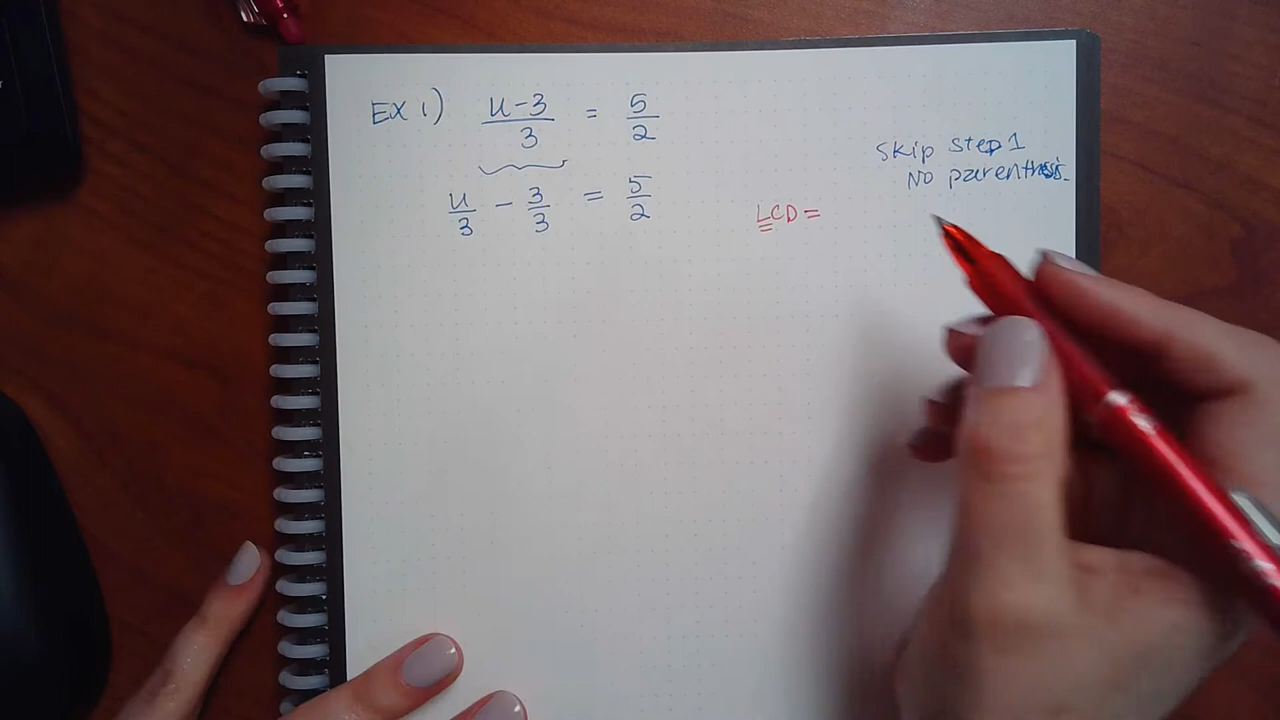 EX 1) u-3/3 = 5/2
Skip step 1
No parenthesis.
u/3 - 3/3 = 5/2
LCD =